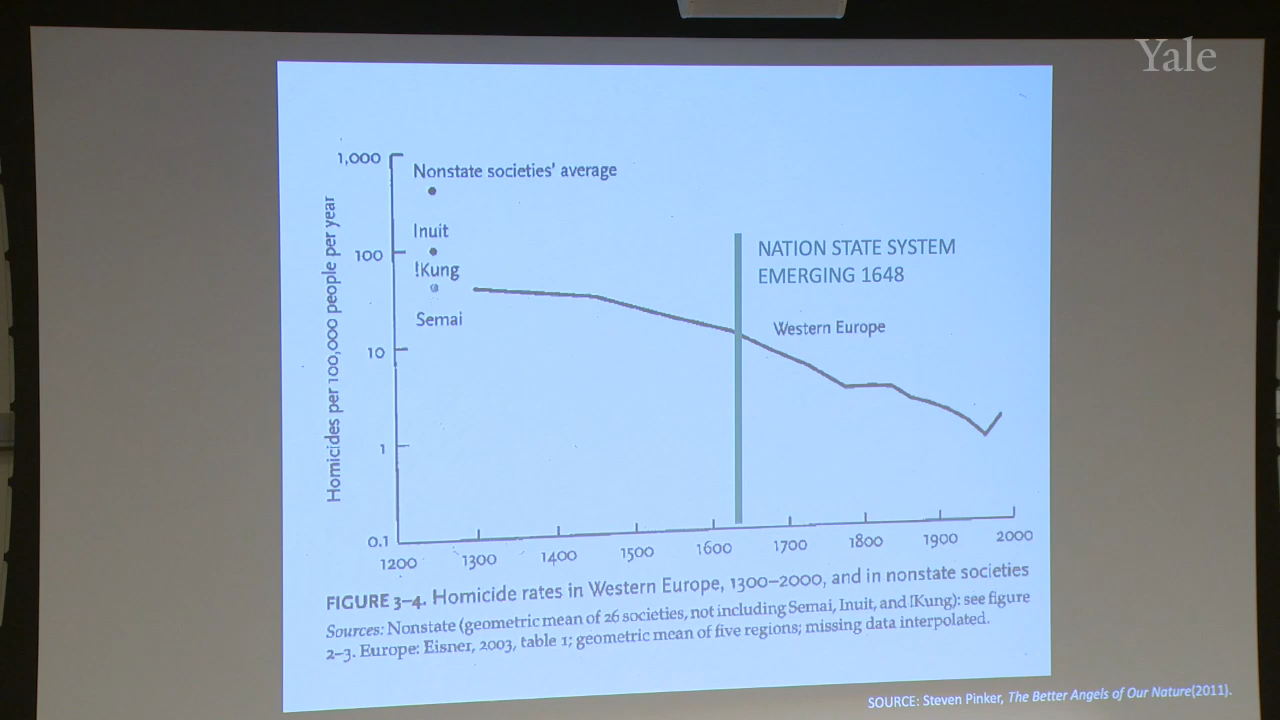 Yale
1,000
Nonstate societies' average
Inuit
100
!Kung
Semai
10
1
0.1
Homicides per 100,000 people per year
NATION STATE SYSTEM
EMERGING 1648
Western Europe
1200 1300 1400 1500 1600 1700 1800 1900 2000
FIGURE 3–4. Homicide rates in Western Europe, 1300–2000, and in nonstate societies
Sources: Nonstate (geometric mean of 26 societies, not including Semai, Inuit, and !Kung): see figure
2–3. Europe: Eisner, 2003, table 1; geometric mean of five regions; missing data interpolated.
SOURCE: Steven Pinker, The Better Angels of Our Nature(2011).